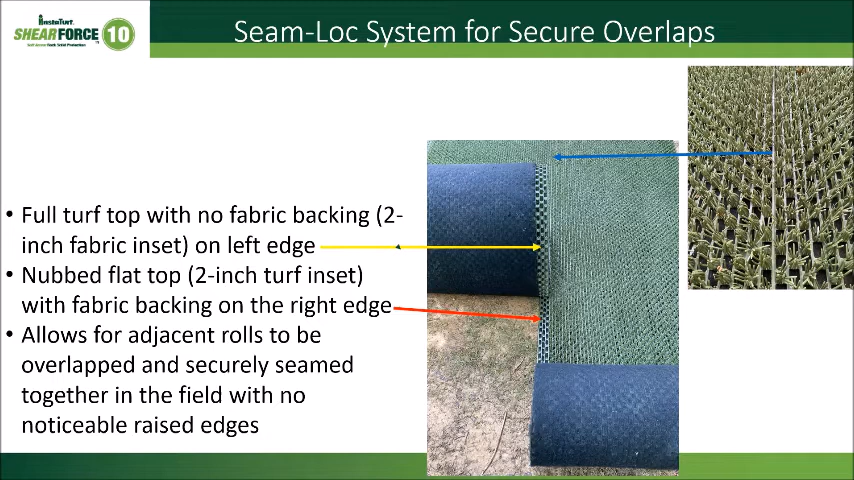 InstaTurf.
SHEARFORCE 10
Seam-Loc System for Secure Overlaps
• Full turf top with no fabric backing (2-
inch fabric inset) on left edge
• Nubbed flat top (2-inch turf inset)
with fabric backing on the right edge
• Allows for adjacent rolls to be
overlapped and securely seamed
together in the field with no
noticeable raised edges